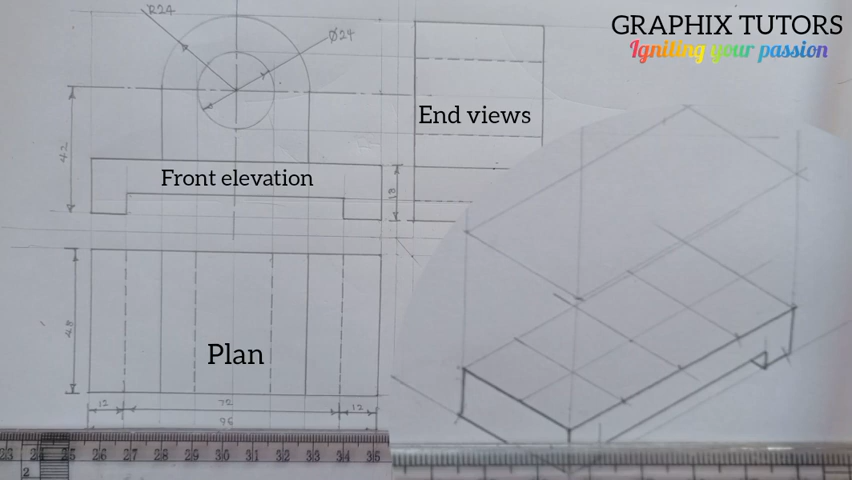 R24
Ø24
GRAPHIX TUTORS
Igniting your passion
End views
42
Front elevation
18
48
Plan
12
72
12
96
23 24 25 26 27 28 29 30 31 32 33 34 35
2